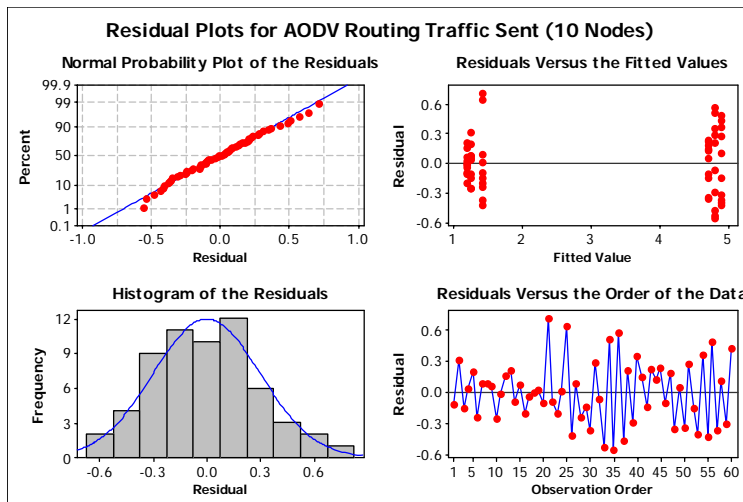 Residual Plots for AODV Routing Traffic Sent (10 Nodes)
Normal Probability Plot of the Residuals
99.9
99
90
50
10
1
0.1
Percent
-1.0 -0.5 0.0 0.5 1.0
Residual
Residuals Versus the Fitted Values
0.6
0.3
0.0
-0.3
-0.6
Residual
1 2 3 4 5
Fitted Value
Histogram of the Residuals
12
9
6
3
0
Frequency
-0.6 -0.3 0.0 0.3 0.6
Residual
Residuals Versus the Order of the Data
0.6
0.3
0.0
-0.3
-0.6
Residual
1 5 10 15 20 25 30 35 40 45 50 55 60
Observation Order